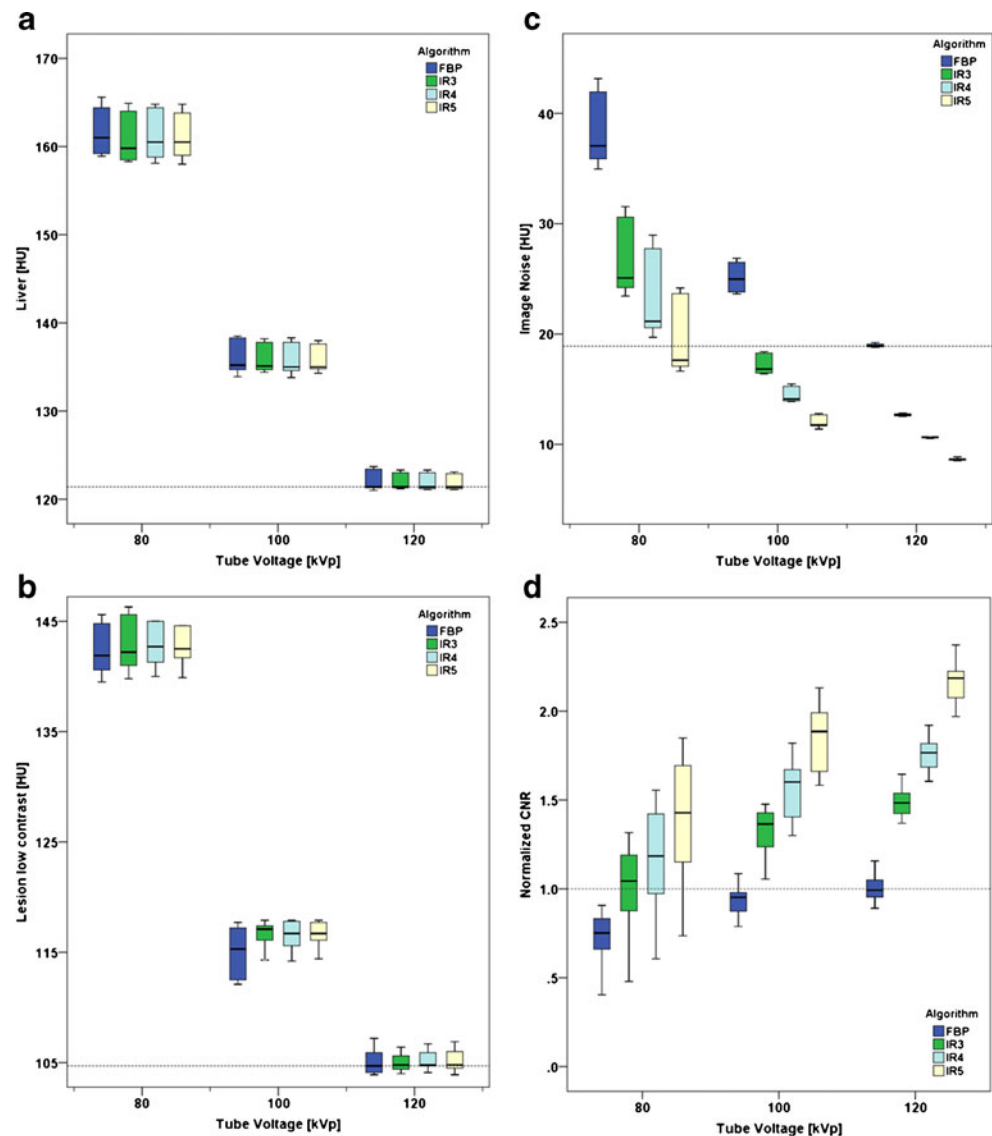 a
Liver [HU]
170
160
150
140
130
120
80
100
120
Tube Voltage [kVp]
Algorithm
FBP
IR3
IR4
IR5
c
Image Noise [HU]
40
30
20
10
80
100
120
Tube Voltage [kVp]
Algorithm
FBP
IR3
IR4
IR5
b
Lesion low contrast [HU]
145
135
125
115
105
80
100
120
Tube Voltage [kVp]
Algorithm
FBP
IR3
IR4
IR5
d
Normalized CNR
2.5
2.0
1.5
1.0
.5
.0
80
100
120
Tube Voltage [kVp]
Algorithm
FBP
IR3
IR4
IR5